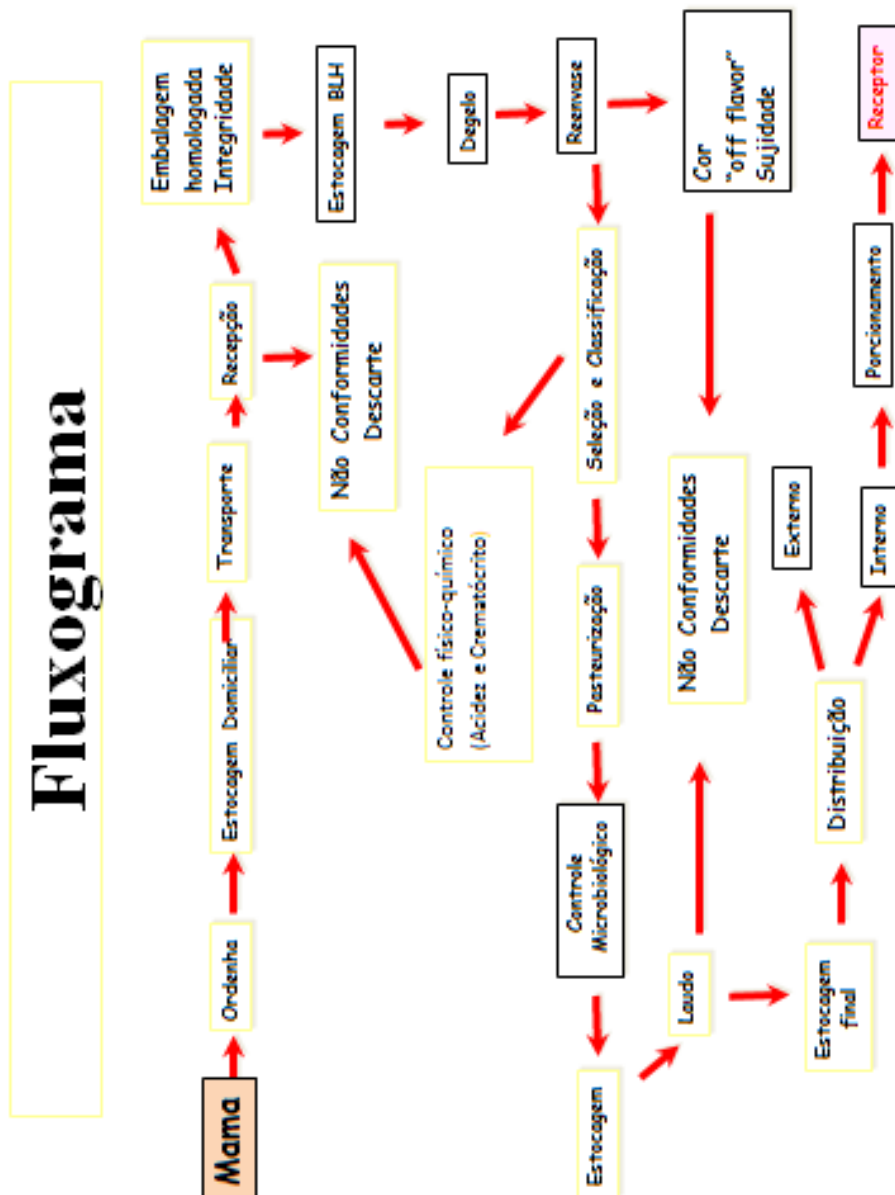 Fluxograma
Mama
Ordenha
Estocagem Domiciliar
Transporte
Recepção
Embalagem
homologada
Integridade
Não Conformidades
Descarte
Estocagem BLH
Degelo
Reenvase
Cor
“off flavor”
Sujidade
Seleção e Classificação
Controle físico-químico
(Acidez e Crematócrito)
Pasteurização
Controle
Microbiológico
Estocagem
Laudo
Não Conformidades
Descarte
Estocagem
final
Distribuição
Externo
Interno
Porcionamento
Receptor